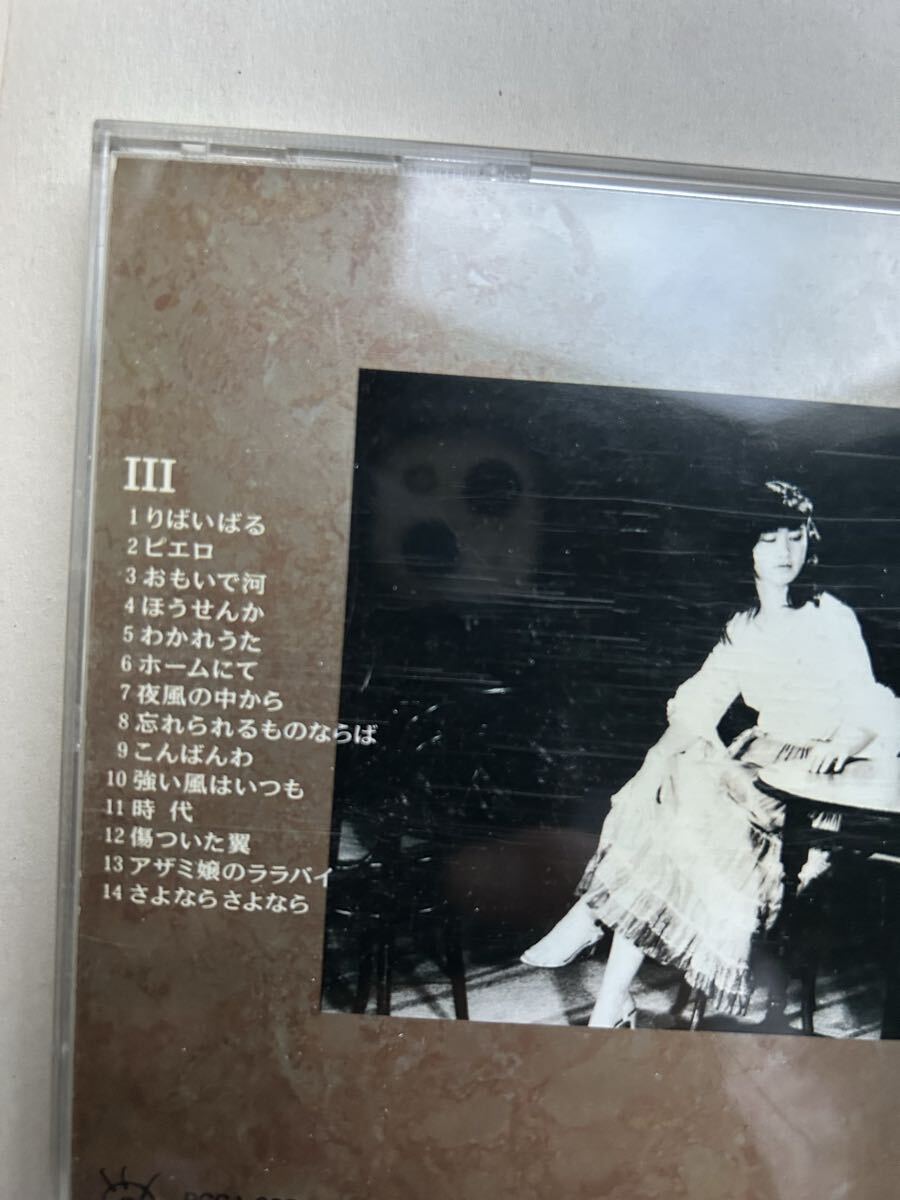 III
1 りばいばる
2 ピエロ
3 おもいで河
4 ほうせんか
5 わかれうた
6 ホームにて
7 夜風の中から
8 忘れられるものならば
9 こんばんわ
10 強い風はいつも
11 時 代
12 傷ついた翼
13 アザミ嬢のララバイ
14 さよならさよなら